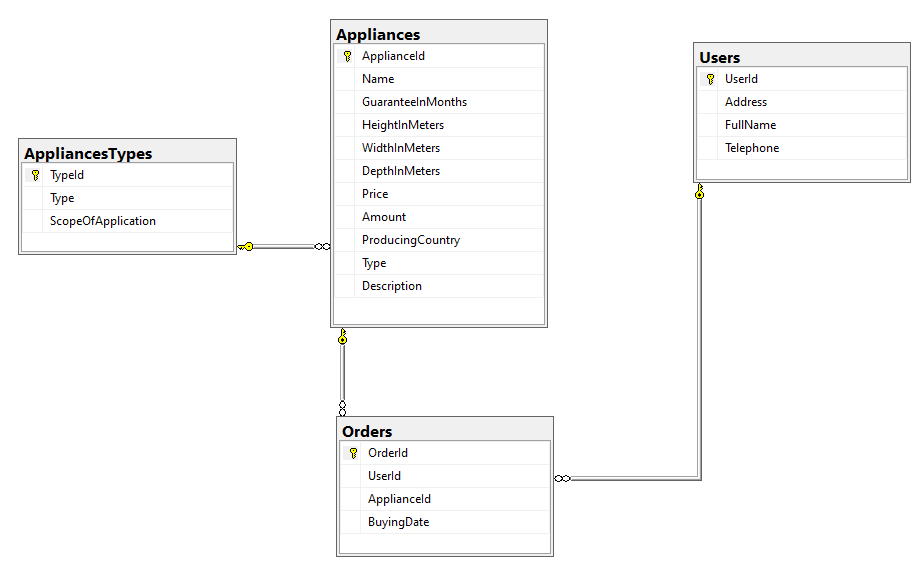 Appliances
ApplianceId
Name
GuaranteeInMonths
HeightInMeters
WidthInMeters
DepthInMeters
Price
Amount
ProducingCountry
Type
Description
Users
UserId
Address
FullName
Telephone
AppliancesTypes
TypeId
Type
ScopeOfApplication
Orders
OrderId
UserId
ApplianceId
BuyingDate